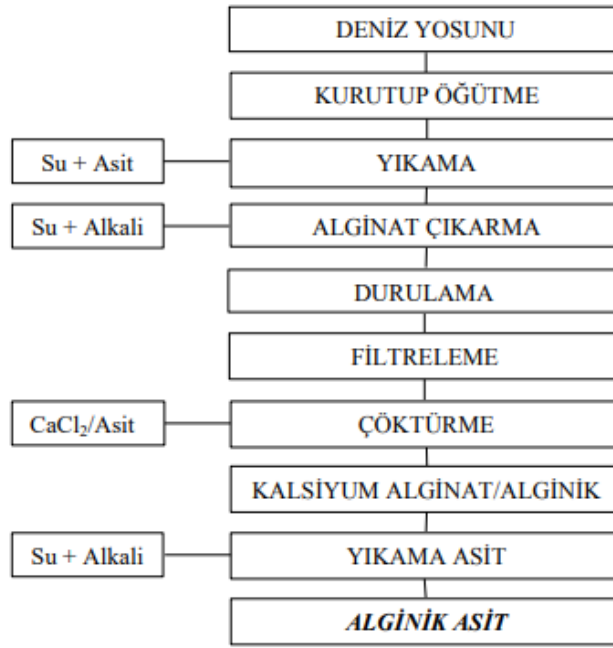 DENİZ YOSUNU
KURUTUP ÖĞÜTME
Su + Asit
YIKAMA
Su + Alkali
ALGİNAT ÇIKARMA
DURULAMA
FİLTRELEME
CaCl₂/Asit
ÇÖKTÜRME
KALSİYUM ALGİNAT/ALGİNİK
Su + Alkali
YIKAMA ASİT
ALGİNİK ASİT